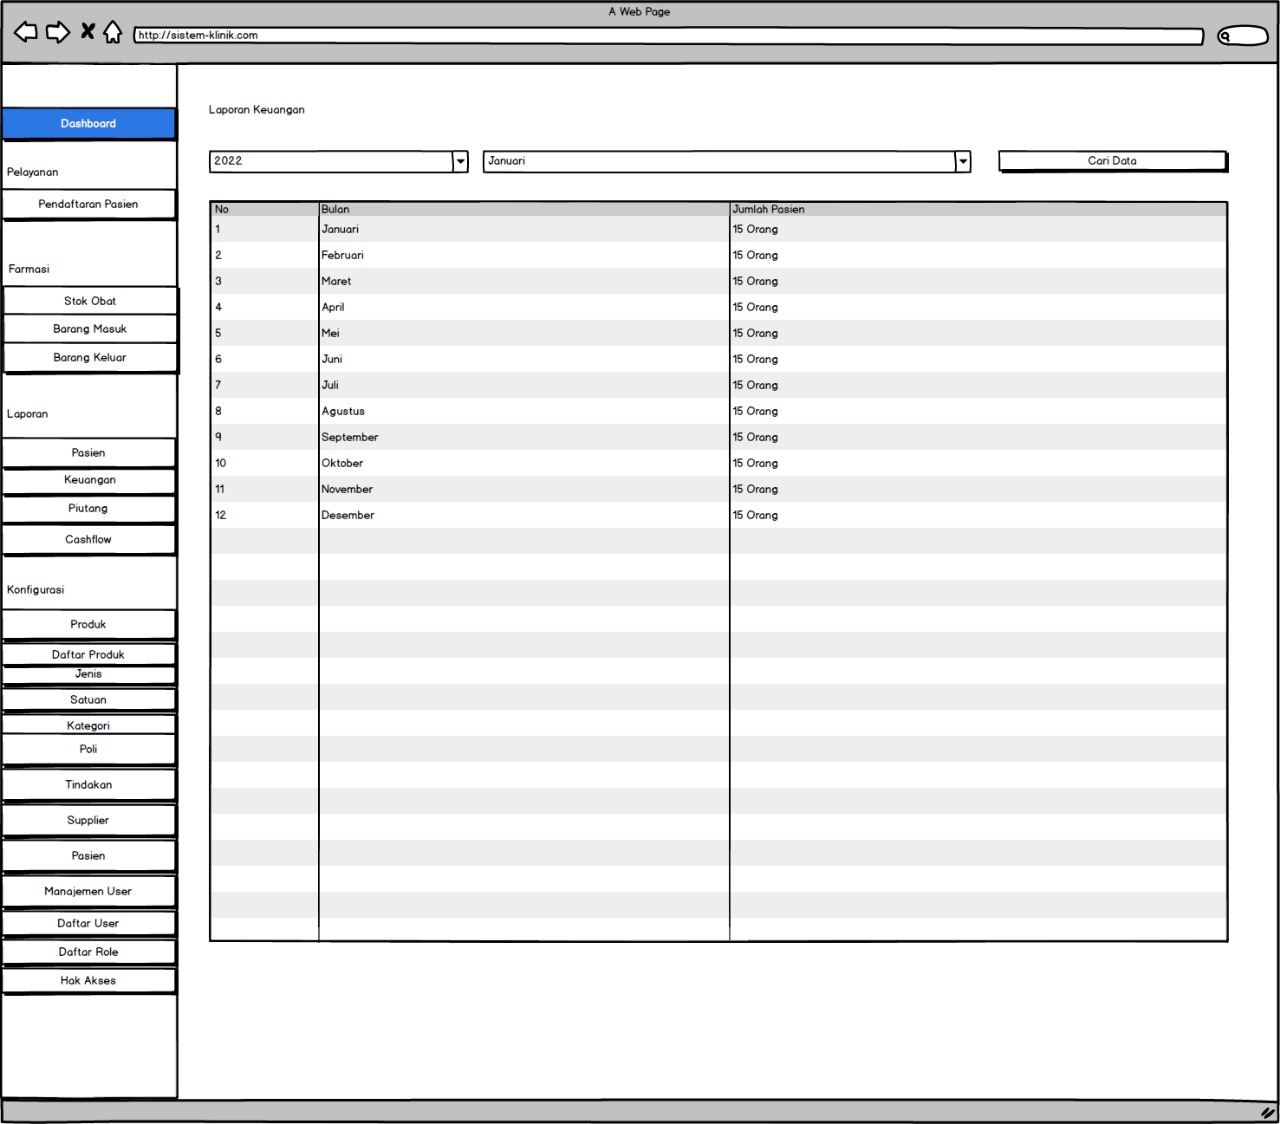 A Web Page
http://sistem-klinik.com
Dashboard
Pelayanan
Pendaftaran Pasien
Farmasi
Stok Obat
Barang Masuk
Barang Keluar
Laporan
Pasien
Keuangan
Piutang
Cashflow
Konfigurasi
Produk
Daftar Produk
Jenis
Satuan
Kategori
Poli
Tindakan
Supplier
Pasien
Manajemen User
Daftar User
Daftar Role
Hak Akses
Laporan Keuangan
2022 Januari Cari Data
No Bulan Jumlah Pasien
1 Januari 15 Orang
2 Februari 15 Orang
3 Maret 15 Orang
4 April 15 Orang
5 Mei 15 Orang
6 Juni 15 Orang
7 Juli 15 Orang
8 Agustus 15 Orang
9 September 15 Orang
10 Oktober 15 Orang
11 November 15 Orang
12 Desember 15 Orang